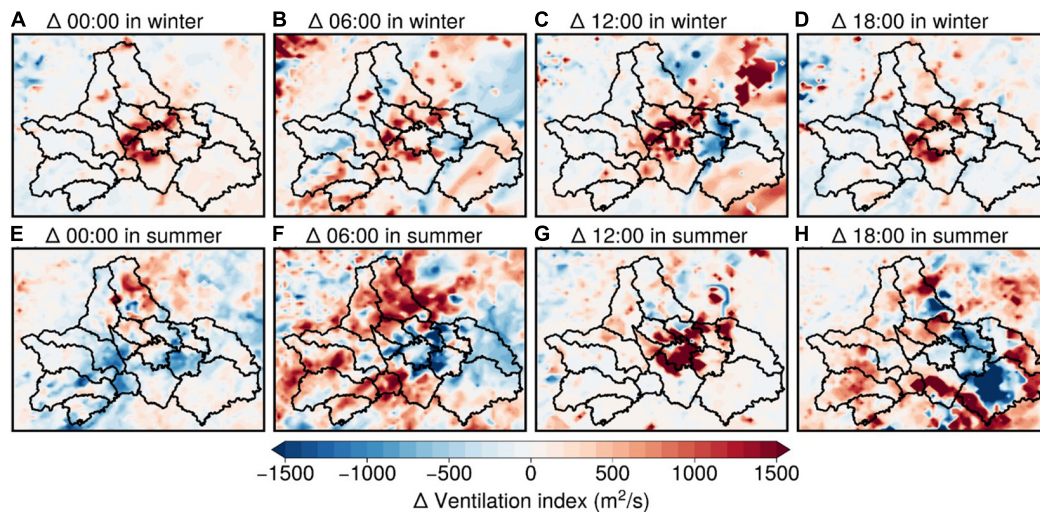 A Δ 00:00 in winter
B Δ 06:00 in winter
C Δ 12:00 in winter
D Δ 18:00 in winter
E Δ 00:00 in summer
F Δ 06:00 in summer
G Δ 12:00 in summer
H Δ 18:00 in summer
−1500 −1000 −500 0 500 1000 1500
Δ Ventilation index (m²/s)